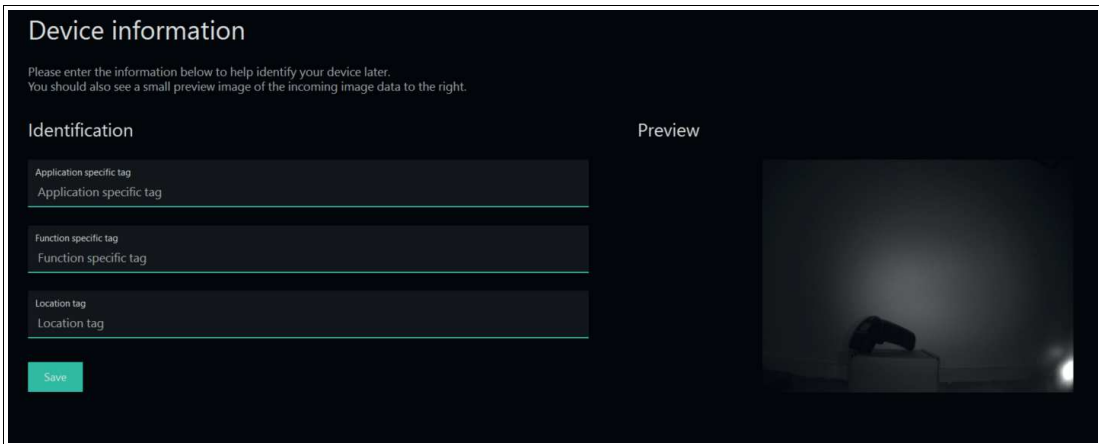 Device information
Please enter the information below to help identify your device later.
You should also see a small preview image of the incoming image data to the right.
Identification
Preview
Application specific tag
Application specific tag
Function specific tag
Function specific tag
Location tag
Location tag
Save